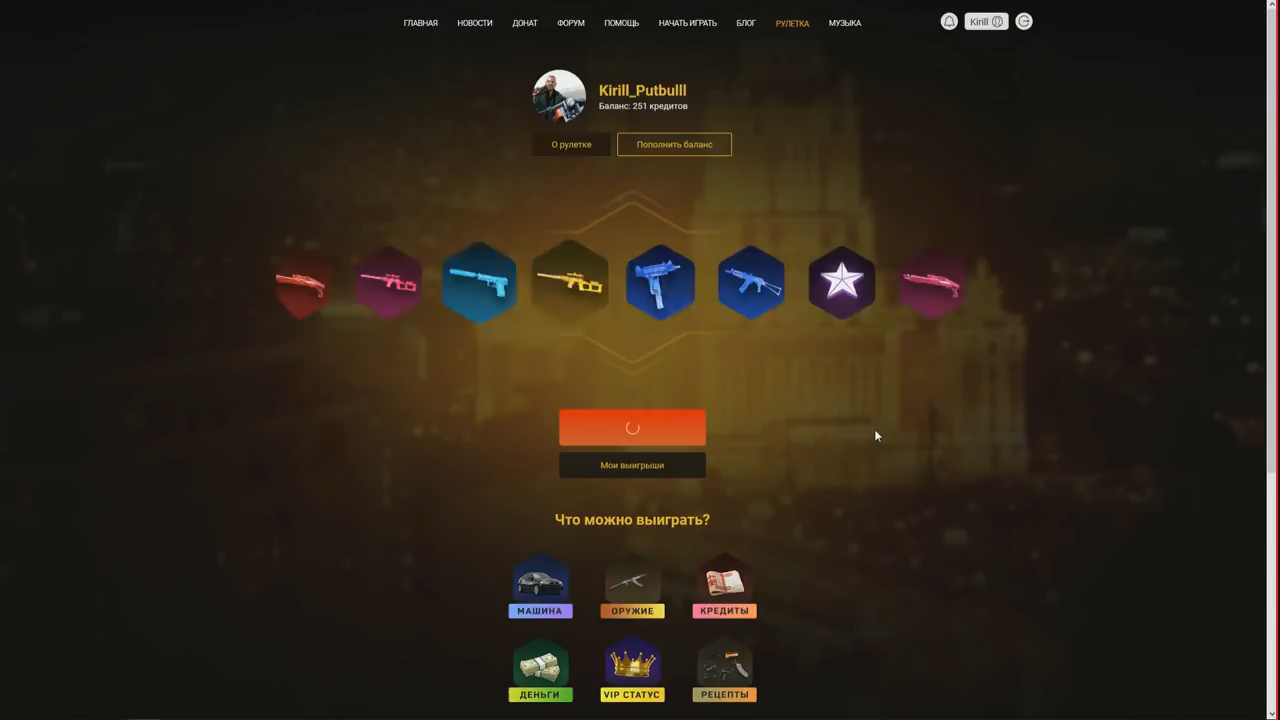 ГЛАВНАЯ НОВОСТИ ДОНАТ ФОРУМ ПОМОЩЬ НАЧАТЬ ИГРАТЬ БЛОГ РУЛЕТКА МУЗЫКА Kirill
Kirill_Putbulll
Баланс: 251 кредитов
О рулетке Пополнить баланс
Мои выигрыши
Что можно выиграть?
МАШИНА ОРУЖИЕ КРЕДИТЫ
ДЕНЬГИ VIP СТАТУС РЕЦЕПТЫ